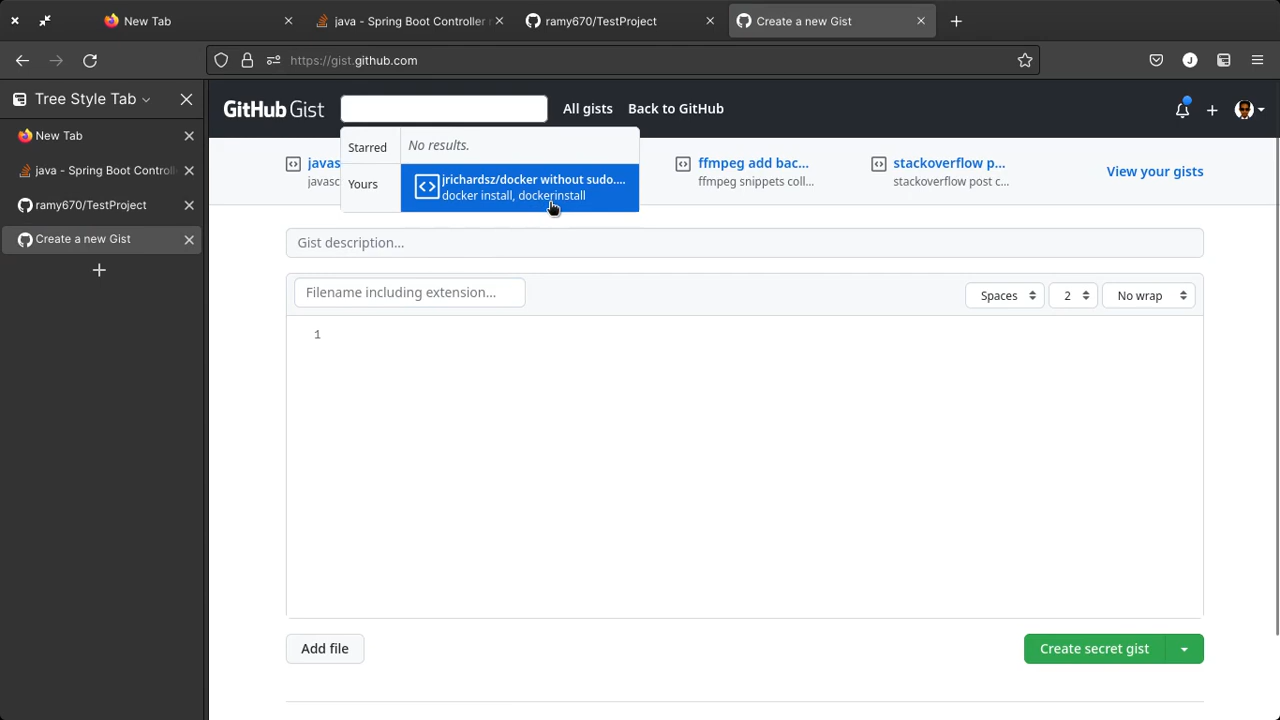 New Tab
java - Spring Boot Controller
ramy670/TestProject
Create a new Gist
https://gist.github.com
Tree Style Tab
New Tab
java - Spring Boot Controll
ramy670/TestProject
Create a new Gist
GitHub Gist
All gists
Back to GitHub
Starred
No results.
Yours
jrichardsz/docker without sudo....
docker install, dockerinstall
javas
javasc
ffmpeg add bac...
ffmpeg snippets coll...
stackoverflow p...
stackoverflow post c...
View your gists
Gist description...
Filename including extension...
Spaces
2
No wrap
1
Add file
Create secret gist